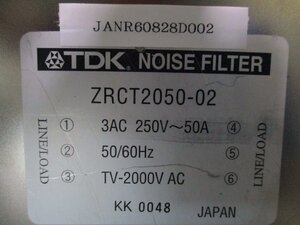 JANR60828D002
TDK NOISE FILTER
ZRCT2050-02
LINE/LOAD
① 3AC 250V～50A ④
② 50/60Hz ⑤
③ TV-2000V AC ⑥
LINE/LOAD
KK 0048 JAPAN